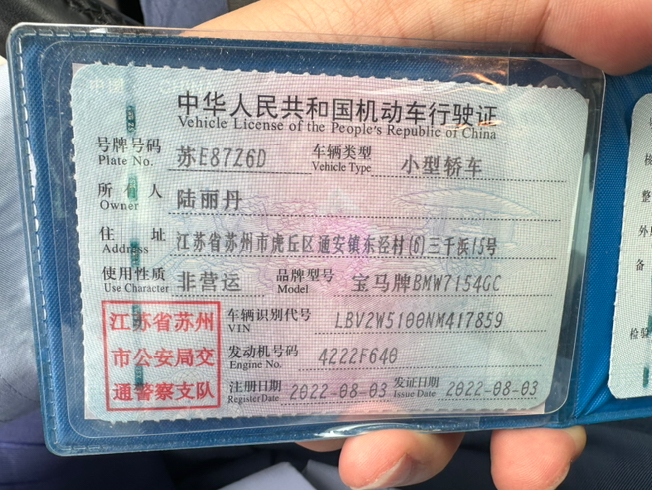 中华人民共和国机动车行驶证
Vehicle License of the People's Republic of China
号牌号码 Plate No. 苏E87Z6D 车辆类型 Vehicle Type 小型轿车
所有人 Owner 陆丽丹
住址 Address 江苏省苏州市虎丘区通安镇东泾村(6)三千浜15号
使用性质 Use Character 非营运 品牌型号 Model 宝马牌BMW7154GC
江苏省苏州
市公安局交
通警察支队
车辆识别代号 VIN LBV2W5100NM417859
发动机号码 Engine No. 4222F640
注册日期 Register Date 2022-08-03 发证日期 Issue Date 2022-08-03
整
外
备
检验